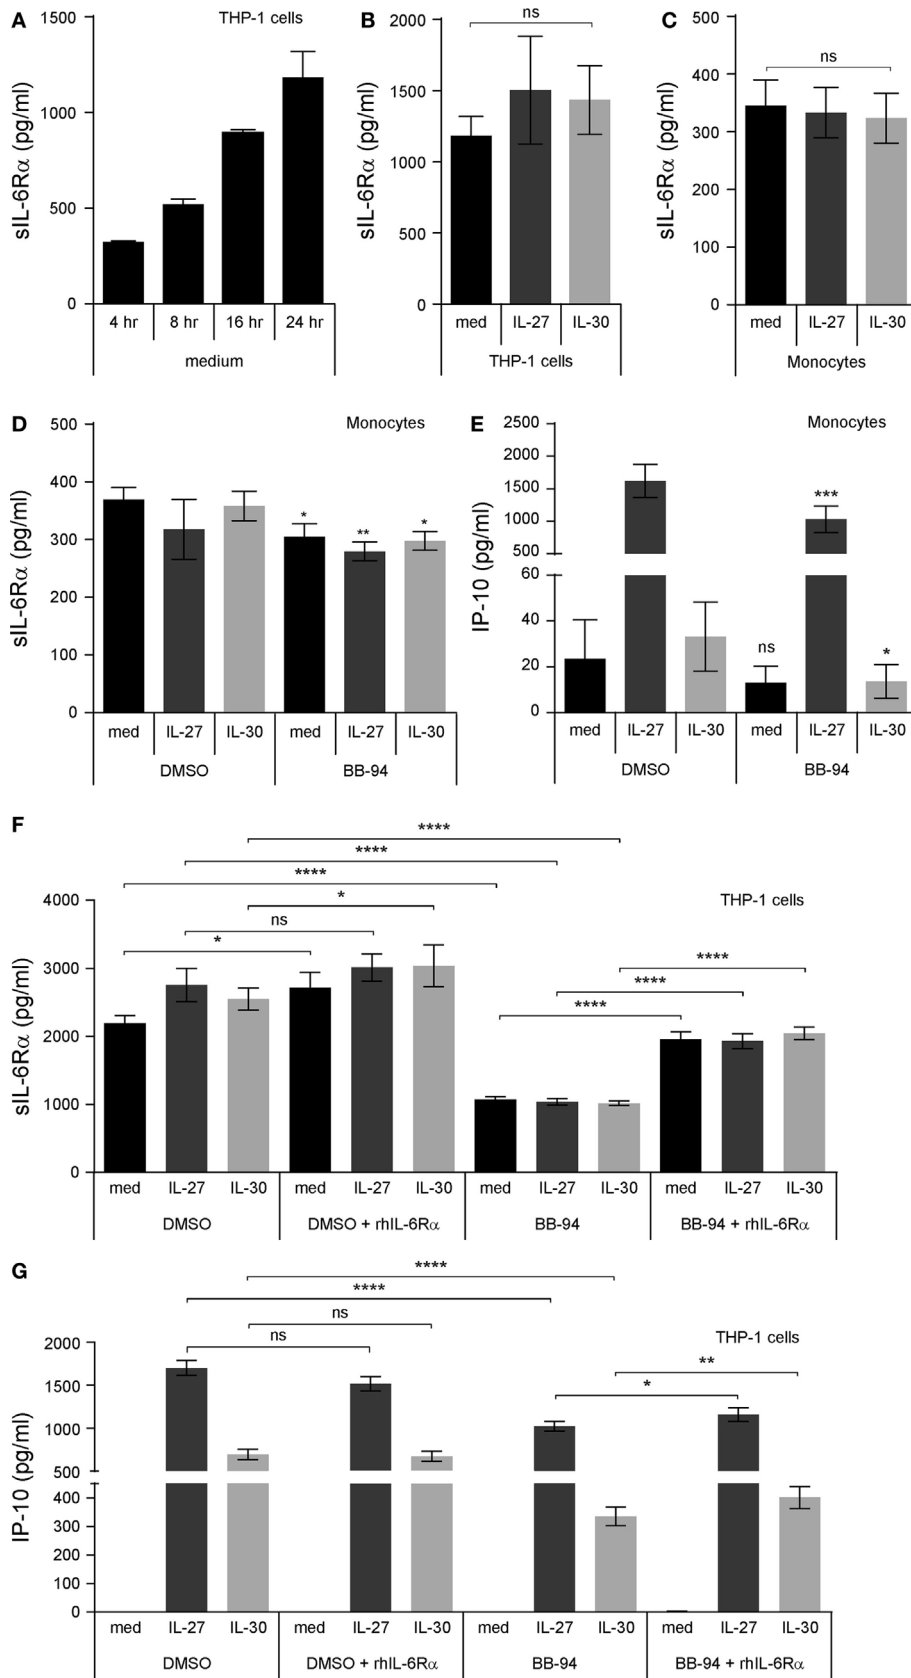 A
THP-1 cells
sIL-6Rα (pg/ml)
1500
1000
500
0
4 hr 8 hr 16 hr 24 hr
medium
B
ns
sIL-6Rα (pg/ml)
2000
1500
1000
500
0
med IL-27 IL-30
THP-1 cells
C
ns
sIL-6Rα (pg/ml)
500
400
300
200
100
0
med IL-27 IL-30
Monocytes
D
Monocytes
sIL-6Rα (pg/ml)
500
400
300
200
100
0
* ** *
med IL-27 IL-30 med IL-27 IL-30
DMSO BB-94
E
Monocytes
IP-10 (pg/ml)
2500
2000
1500
1000
500
60
40
20
0
ns *** *
med IL-27 IL-30 med IL-27 IL-30
DMSO BB-94
F
****
****
****
THP-1 cells
*
ns
*
****
****
****
sIL-6Rα (pg/ml)
4000
3000
2000
1000
0
med IL-27 IL-30 med IL-27 IL-30 med IL-27 IL-30 med IL-27 IL-30
DMSO DMSO + rhIL-6Rα BB-94 BB-94 + rhIL-6Rα
G
****
****
ns
ns
THP-1 cells
**
*
IP-10 (pg/ml)
2000
1500
1000
500
400
300
200
100
0
med IL-27 IL-30 med IL-27 IL-30 med IL-27 IL-30 med IL-27 IL-30
DMSO DMSO + rhIL-6Rα BB-94 BB-94 + rhIL-6Rα